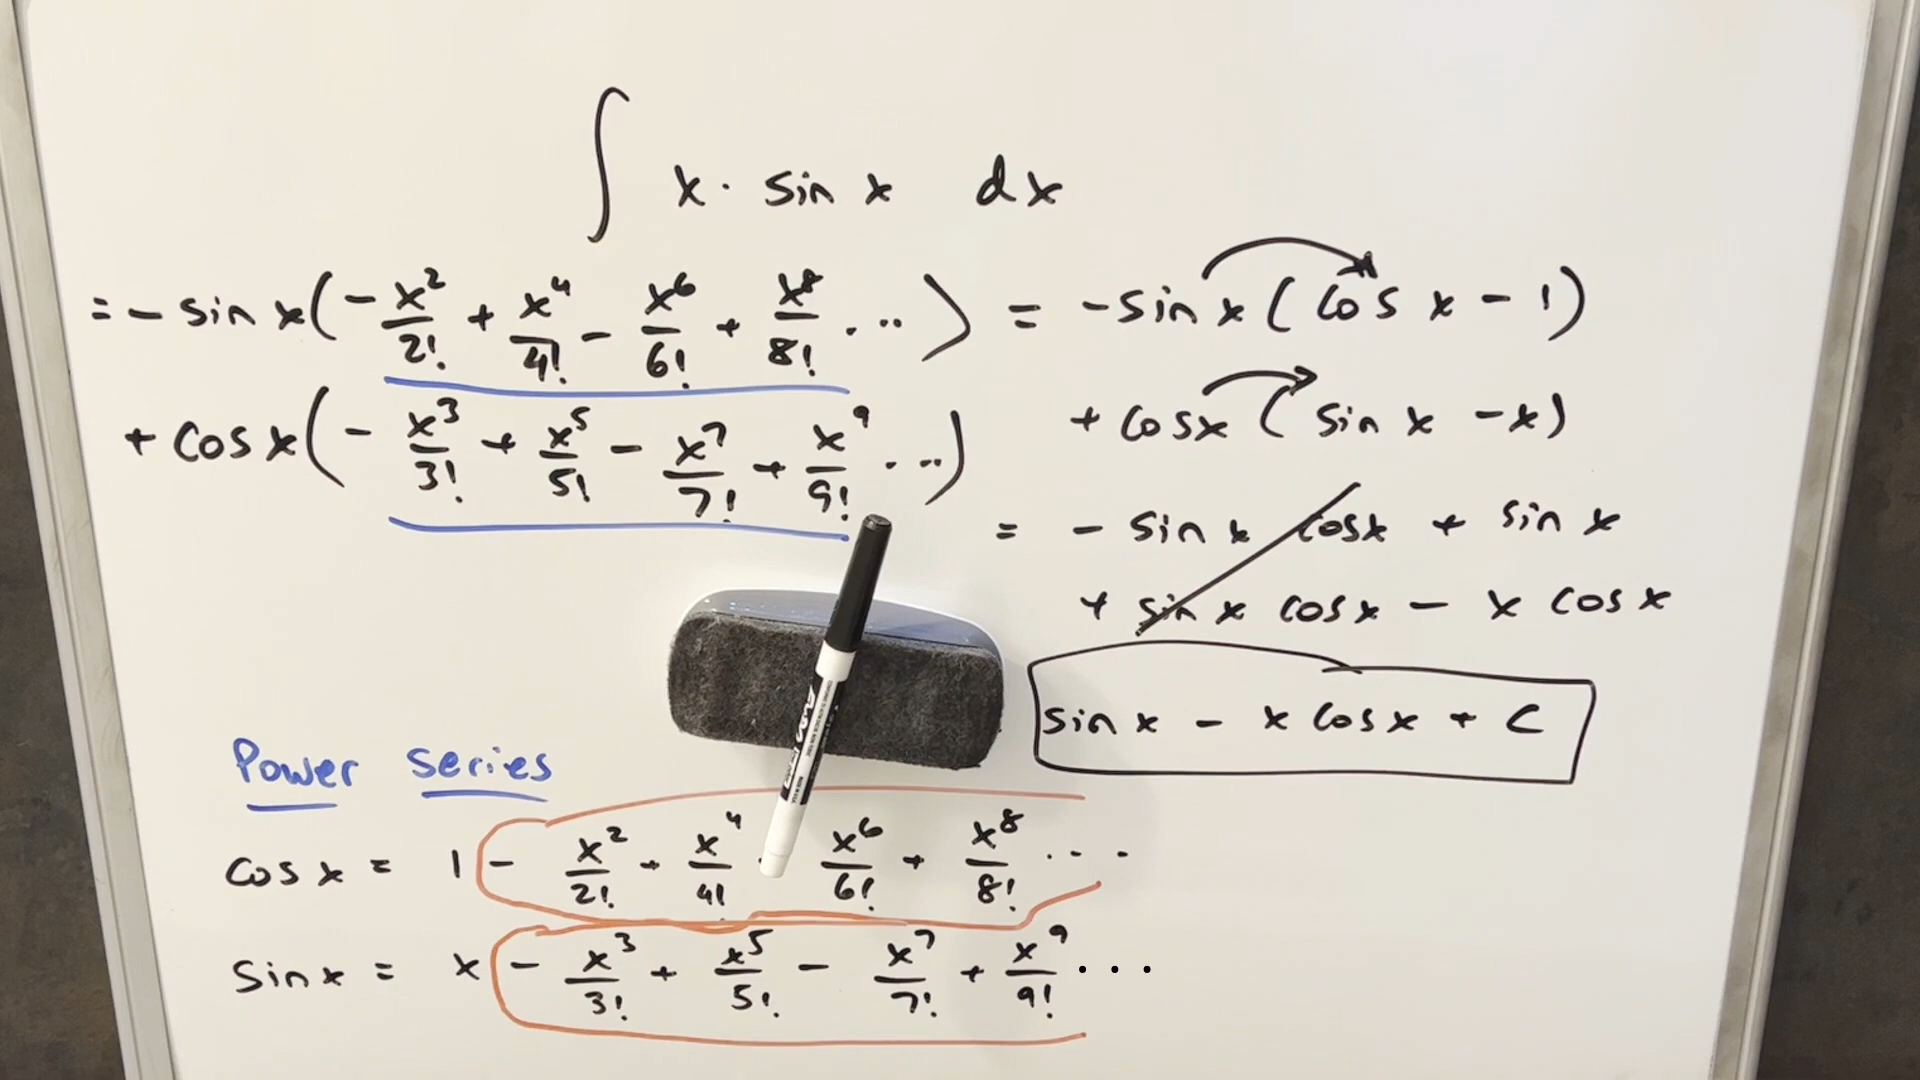 ∫ x · sin x dx
= - sin x ( - x²/2! + x⁴/4! - x⁶/6! + x⁸/8! ··· ) = - sin x ( cos x - 1 )
+ cos x ( - x³/3! + x⁵/5! - x⁷/7! + x⁹/9! ··· ) + cos x ( sin x - x )
= - sin x cos x + sin x
+ sin x cos x - x cos x
sin x - x cos x + C
Power series
cos x = 1 - x²/2! + x⁴/4! x⁶/6! + x⁸/8! ···
sin x = x - x³/3! + x⁵/5! - x⁷/7! + x⁹/9! ···